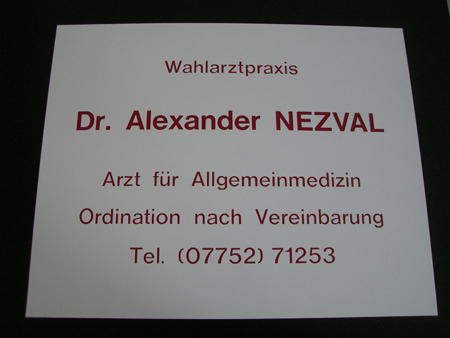 Wahlarztpraxis
Dr. Alexander NEZVAL
Arzt für Allgemeinmedizin
Ordination nach Vereinbarung
Tel. (07752) 71253